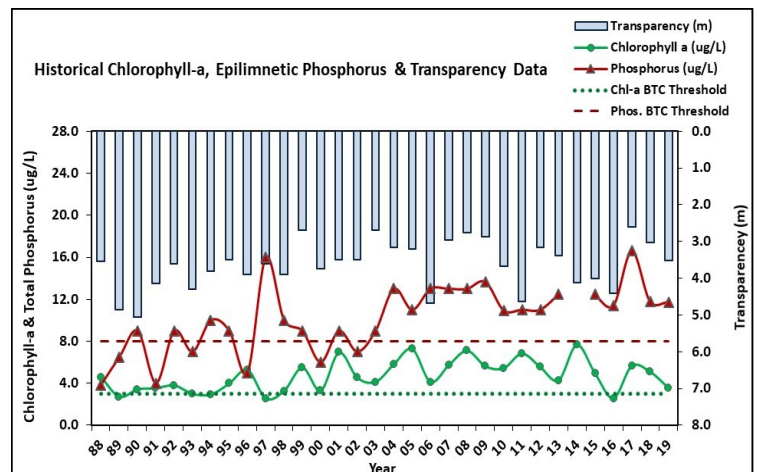 Transparency (m)
Chlorophyll a (ug/L)
Historical Chlorophyll-a, Epilimnetic Phosphorus & Transparency Data
Phosphorus (ug/L)
Chl-a BTC Threshold
Phos. BTC Threshold
28.0
24.0
20.0
16.0
12.0
8.0
4.0
0.0
Chlorophyll-a & Total Phosphorus (ug/L)
0.0
1.0
2.0
3.0
4.0
5.0
6.0
7.0
8.0
Transparencey (m)
88 89 90 91 92 93 94 95 96 97 98 99 00 01 02 03 04 05 06 07 08 09 10 11 12 13 14 15 16 17 18 19
Year